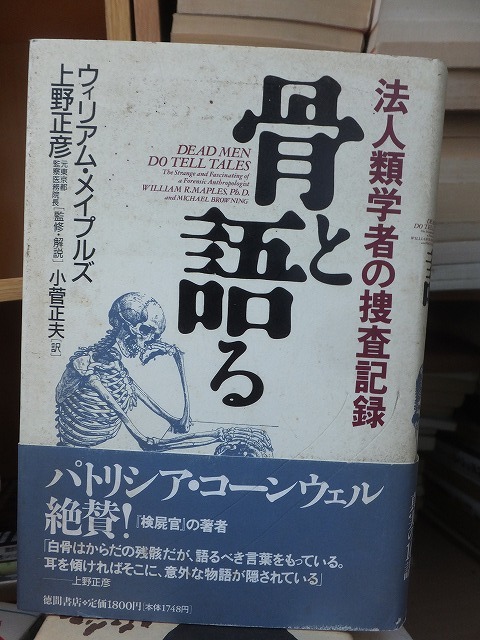 法人類学者の捜査記録
骨と語る
DEAD MEN
DO TELL TALES
The Strange and Fascinating of
a Forensic Anthropologist
WILLIAM R.MAPLES, Ph.D.
and MICHAEL BROWNING
ウィリアム・メイプルズ
上野正彦
元東京都
監察医務院長
[監修・解説]
小菅正夫[訳]
パトリシア・コーンウェル
絶賛!『検屍官』の著者
「白骨はからだの残骸だが、語るべき言葉をもっている。
耳を傾ければそこに、意外な物語が隠されている」
——上野正彦
徳間書店 定価1800円(本体1748円)
DEAD MEN
DO TELL TALES